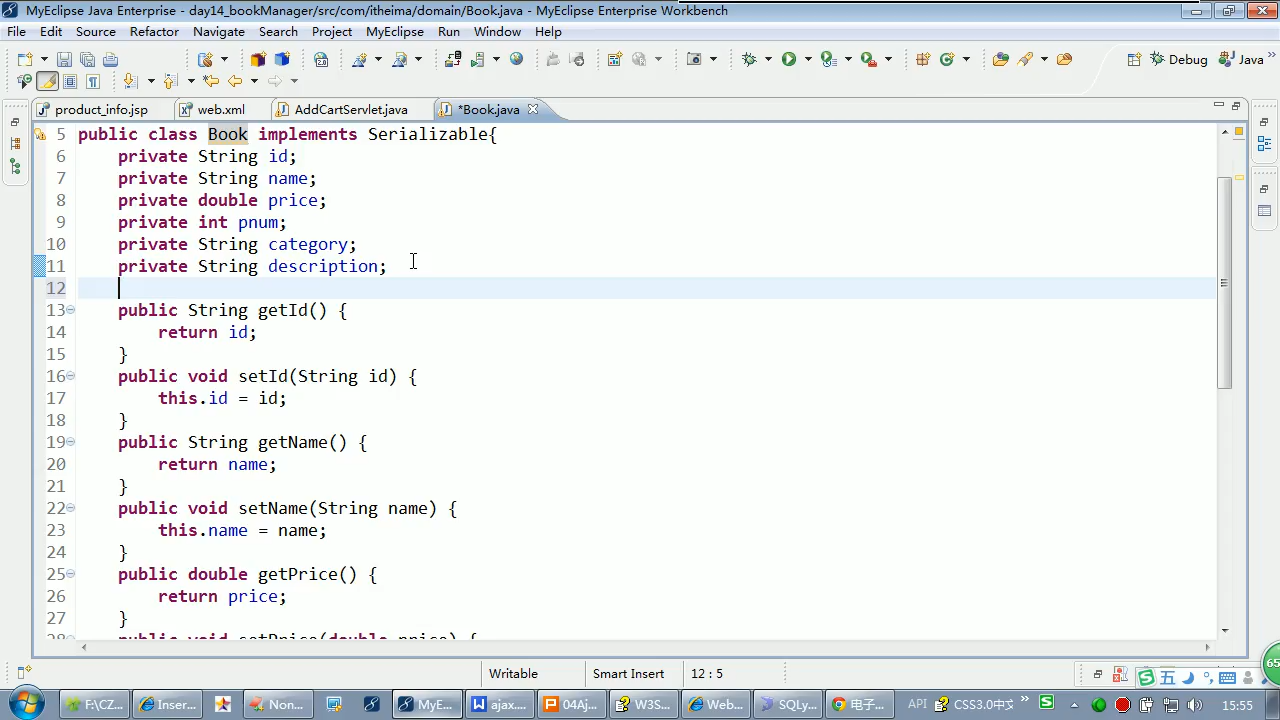 MyEclipse Java Enterprise - day14_bookManager/src/com/itheima/domain/Book.java - MyEclipse Enterprise Workbench
File Edit Source Refactor Navigate Search Project MyEclipse Run Window Help
Debug Java
product_info.jsp web.xml AddCartServlet.java *Book.java
5 public class Book implements Serializable{
6 private String id;
7 private String name;
8 private double price;
9 private int pnum;
10 private String category;
11 private String description;
12
13 public String getId() {
14 return id;
15 }
16 public void setId(String id) {
17 this.id = id;
18 }
19 public String getName() {
20 return name;
21 }
22 public void setName(String name) {
23 this.name = name;
24 }
25 public double getPrice() {
26 return price;
27 }
28 public void setPrice(double price) {
Writable Smart Insert 12 : 5
五
65
F:\CZ... Inser... Non... MyE... ajax.... 04Aj... W3S... Web... SQLy... 电子... API CSS3.0中文 15:55